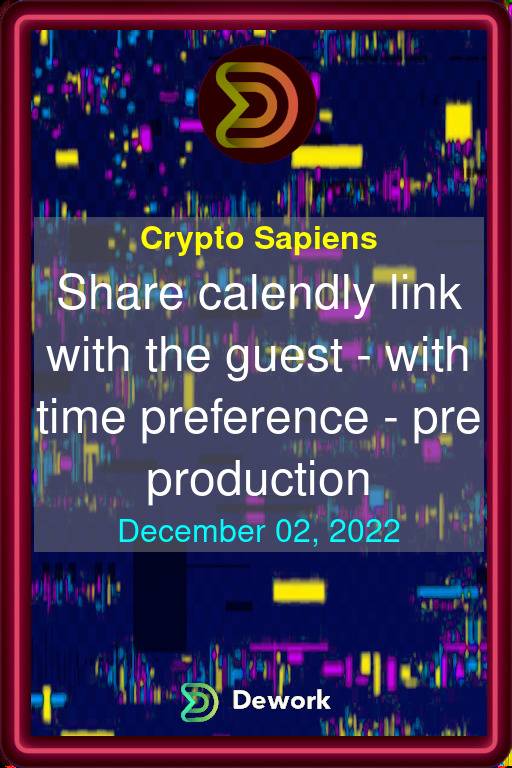 Crypto Sapiens
Share calendly link
with the guest - with
time preference - pre
production
December 02, 2022
Dework